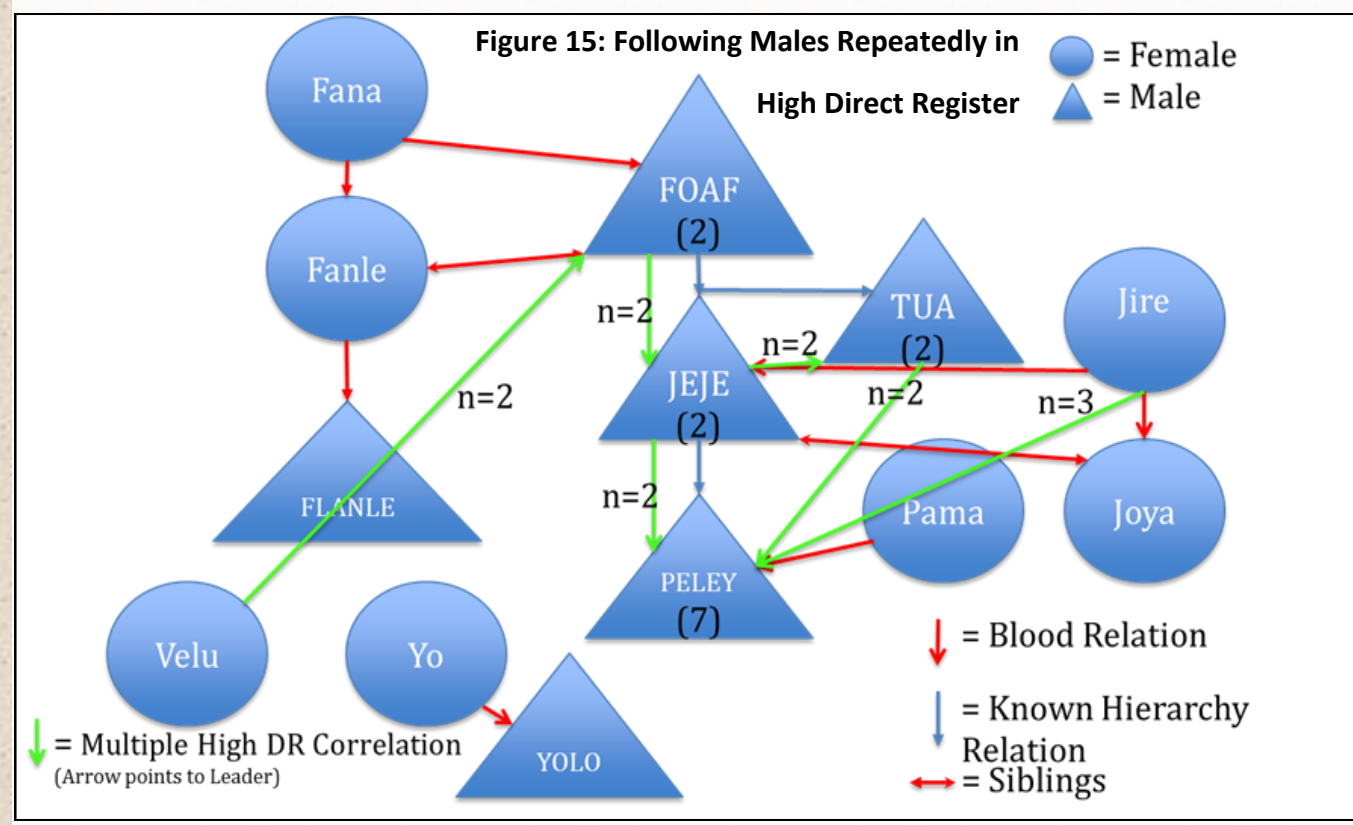 Figure 15: Following Males Repeatedly in
High Direct Register
= Female
= Male
Fana
FOAF
(2)
Fanle
TUA
(2)
Jire
n=2
n=2
JEJE
(2)
n=2
n=2
n=3
FLANLE
n=2
Pama
Joya
PELEY
(7)
Velu
Yo
YOLO
= Blood Relation
= Known Hierarchy
Relation
= Siblings
= Multiple High DR Correlation
(Arrow points to Leader)